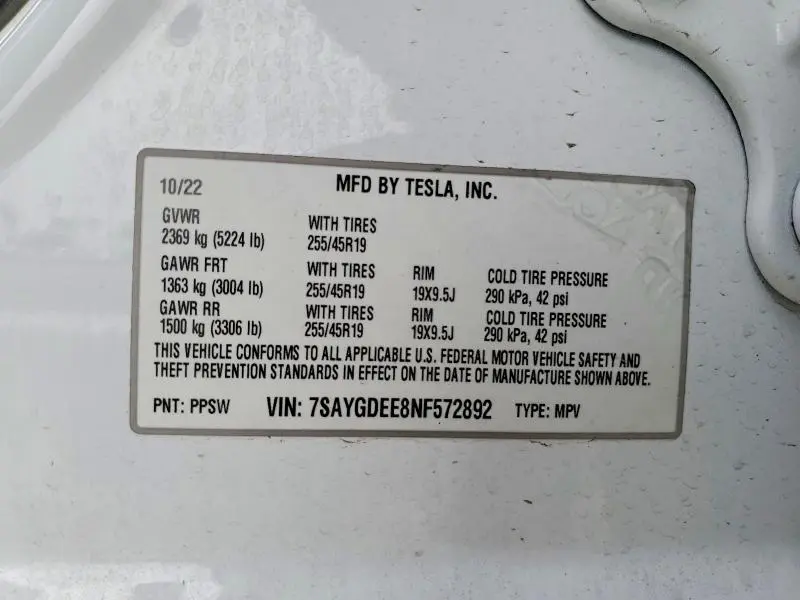 10/22 MFD BY TESLA, INC.
GVWR WITH TIRES
2369 kg (5224 lb) 255/45R19
GAWR FRT WITH TIRES RIM COLD TIRE PRESSURE
1363 kg (3004 lb) 255/45R19 19X9.5J 290 kPa, 42 psi
GAWR RR WITH TIRES RIM COLD TIRE PRESSURE
1500 kg (3306 lb) 255/45R19 19X9.5J 290 kPa, 42 psi
THIS VEHICLE CONFORMS TO ALL APPLICABLE U.S. FEDERAL MOTOR VEHICLE SAFETY AND
THEFT PREVENTION STANDARDS IN EFFECT ON THE DATE OF MANUFACTURE SHOWN ABOVE.
PNT: PPSW VIN: 7SAYGDEE8NF572892 TYPE: MPV